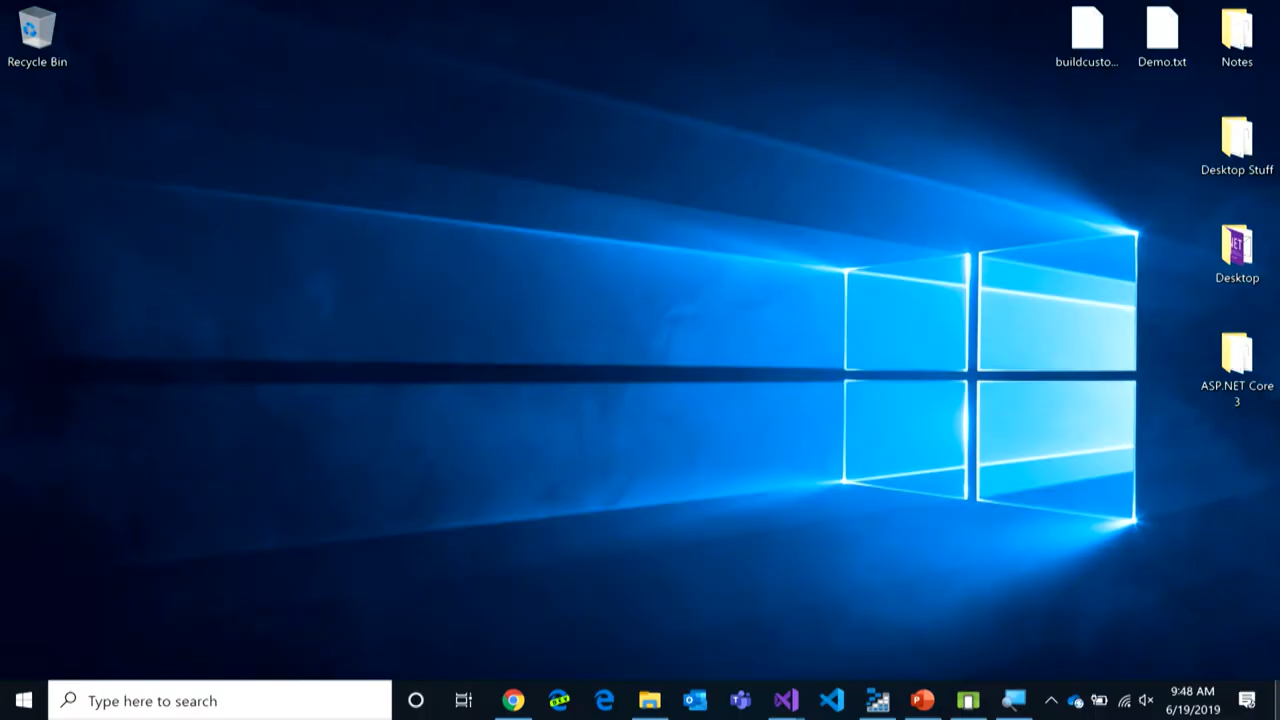 Recycle Bin
buildcusto...
Demo.txt
Notes
Desktop Stuff
NET
Desktop
ASP.NET Core
3
Type here to search
9:48 AM
6/19/2019